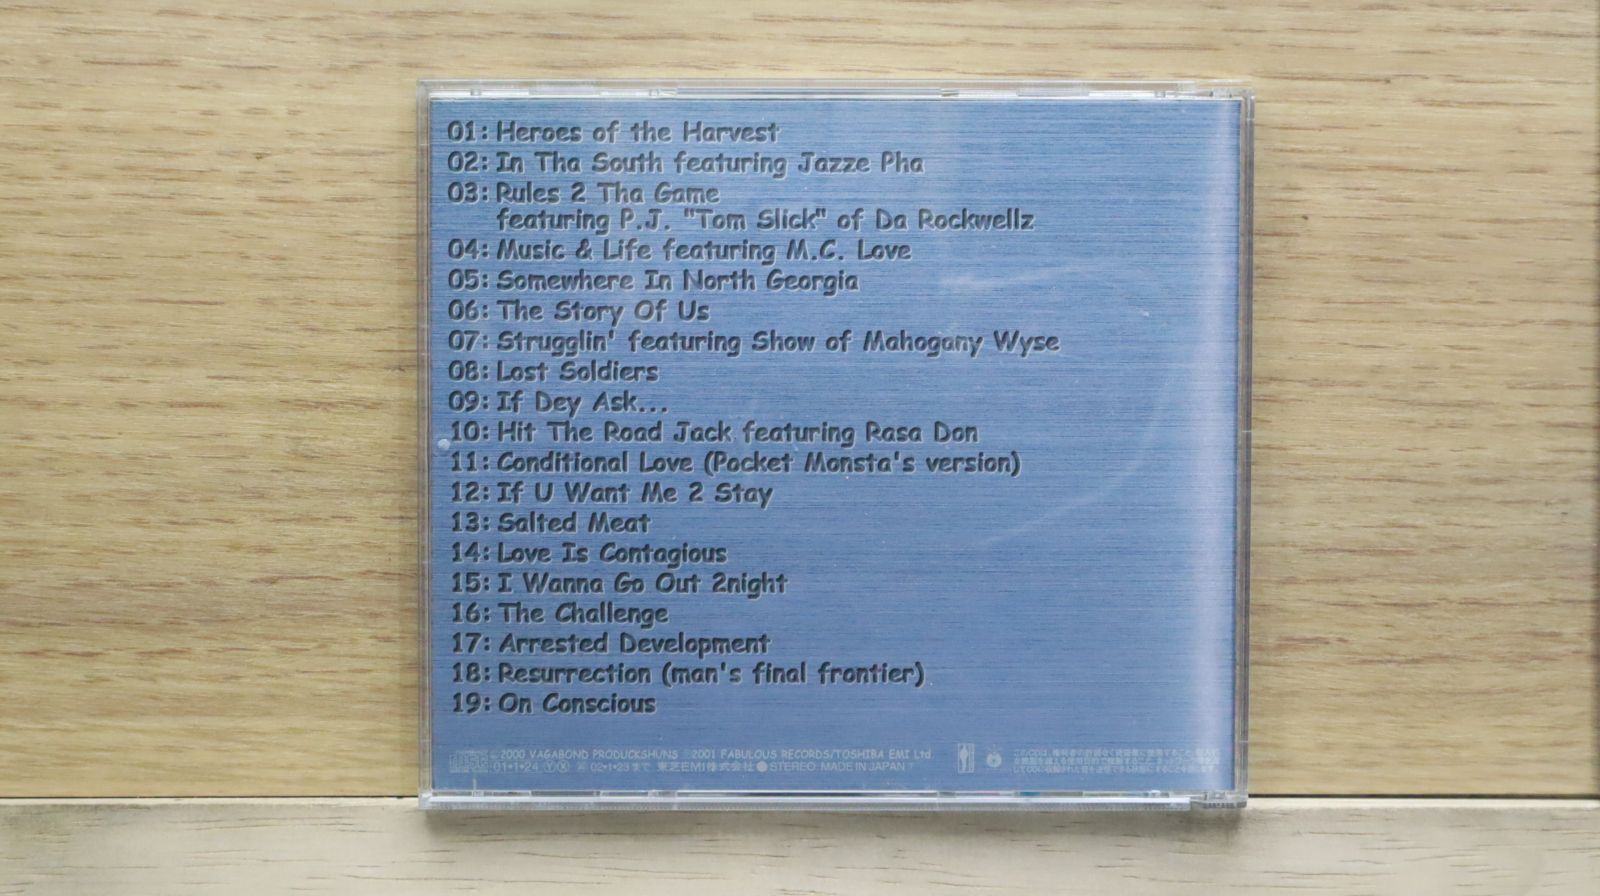 01: Heroes of the Harvest
02: In Tha South featuring Jazze Pha
03: Rules 2 Tha Game
featuring P.J. "Tom Slick" of Da Rockwellz
04: Music & Life featuring M.C. Love
05: Somewhere In North Georgia
06: The Story Of Us
07: Strugglin' featuring Show of Mahogany Wyse
08: Lost Soldiers
09: If Dey Ask...
10: Hit The Road Jack featuring Rasa Don
11: Conditional Love (Pocket Monsta's version)
12: If U Want Me 2 Stay
13: Salted Meat
14: Love Is Contagious
15: I Wanna Go Out 2night
16: The Challenge
17: Arrested Development
18: Resurrection (man's final frontier)
19: On Conscious
℗2000 VAGABOND PRODUCKSHUNS ©2001 FABULOUS RECORDS/TOSHIBA EMI Ltd
01•1•24 Ⓨ Ⓧ 02•1•23まで 東芝EMI株式会社 ●STEREO MADE IN JAPAN